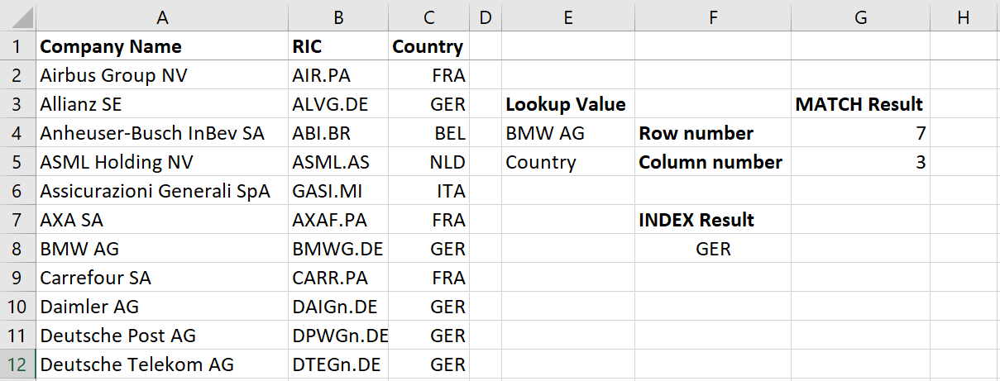 A B C D E F G H
1 Company Name RIC Country
2 Airbus Group NV AIR.PA FRA
3 Allianz SE ALVG.DE GER Lookup Value MATCH Result
4 Anheuser-Busch InBev SA ABI.BR BEL BMW AG Row number 7
5 ASML Holding NV ASML.AS NLD Country Column number 3
6 Assicurazioni Generali SpA GASI.MI ITA
7 AXA SA AXAF.PA FRA INDEX Result
8 BMW AG BMWG.DE GER GER
9 Carrefour SA CARR.PA FRA
10 Daimler AG DAIGn.DE GER
11 Deutsche Post AG DPWGn.DE GER
12 Deutsche Telekom AG DTEGn.DE GER